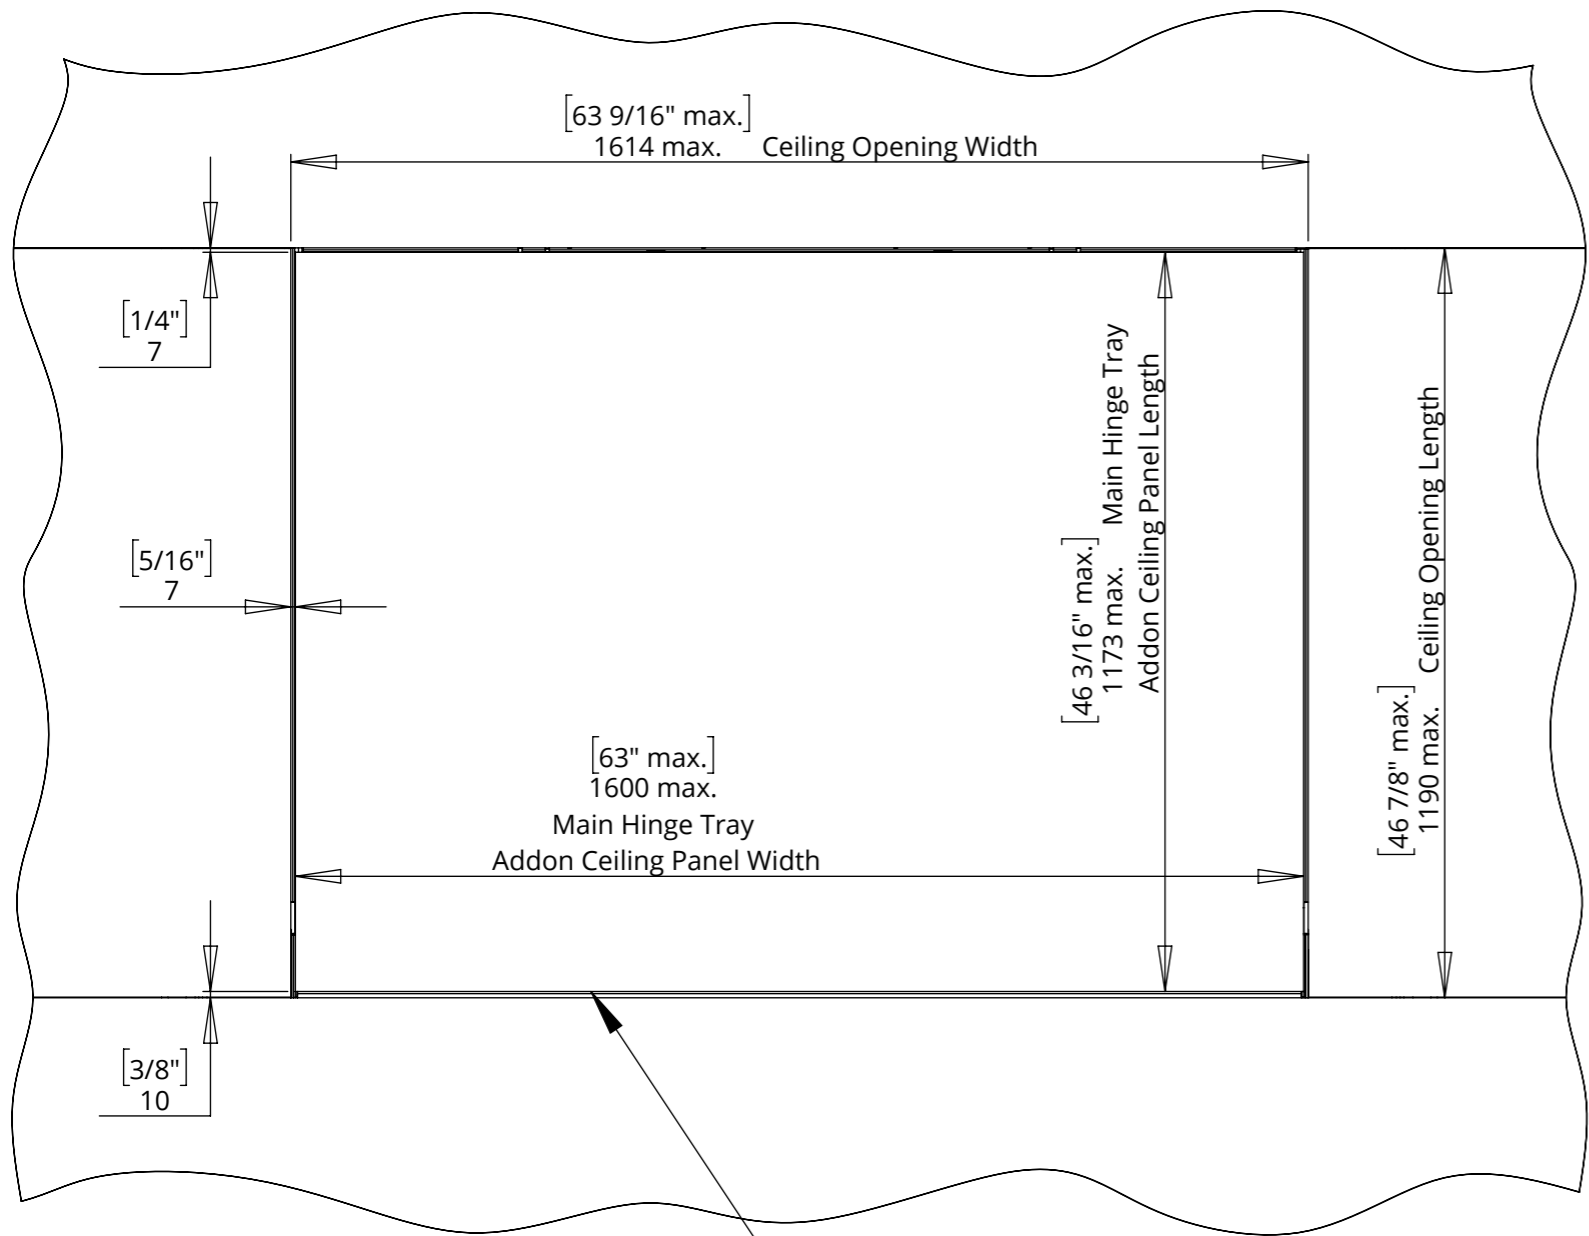 [63 9/16" max.]
1614 max. Ceiling Opening Width
[1/4"]
7
[5/16"]
7
[46 3/16" max.]
1173 max. Main Hinge Tray
Addon Ceiling Panel Length
[46 7/8" max.]
1190 max. Ceiling Opening Length
[63" max.]
1600 max.
Main Hinge Tray
Addon Ceiling Panel Width
[3/8"]
10